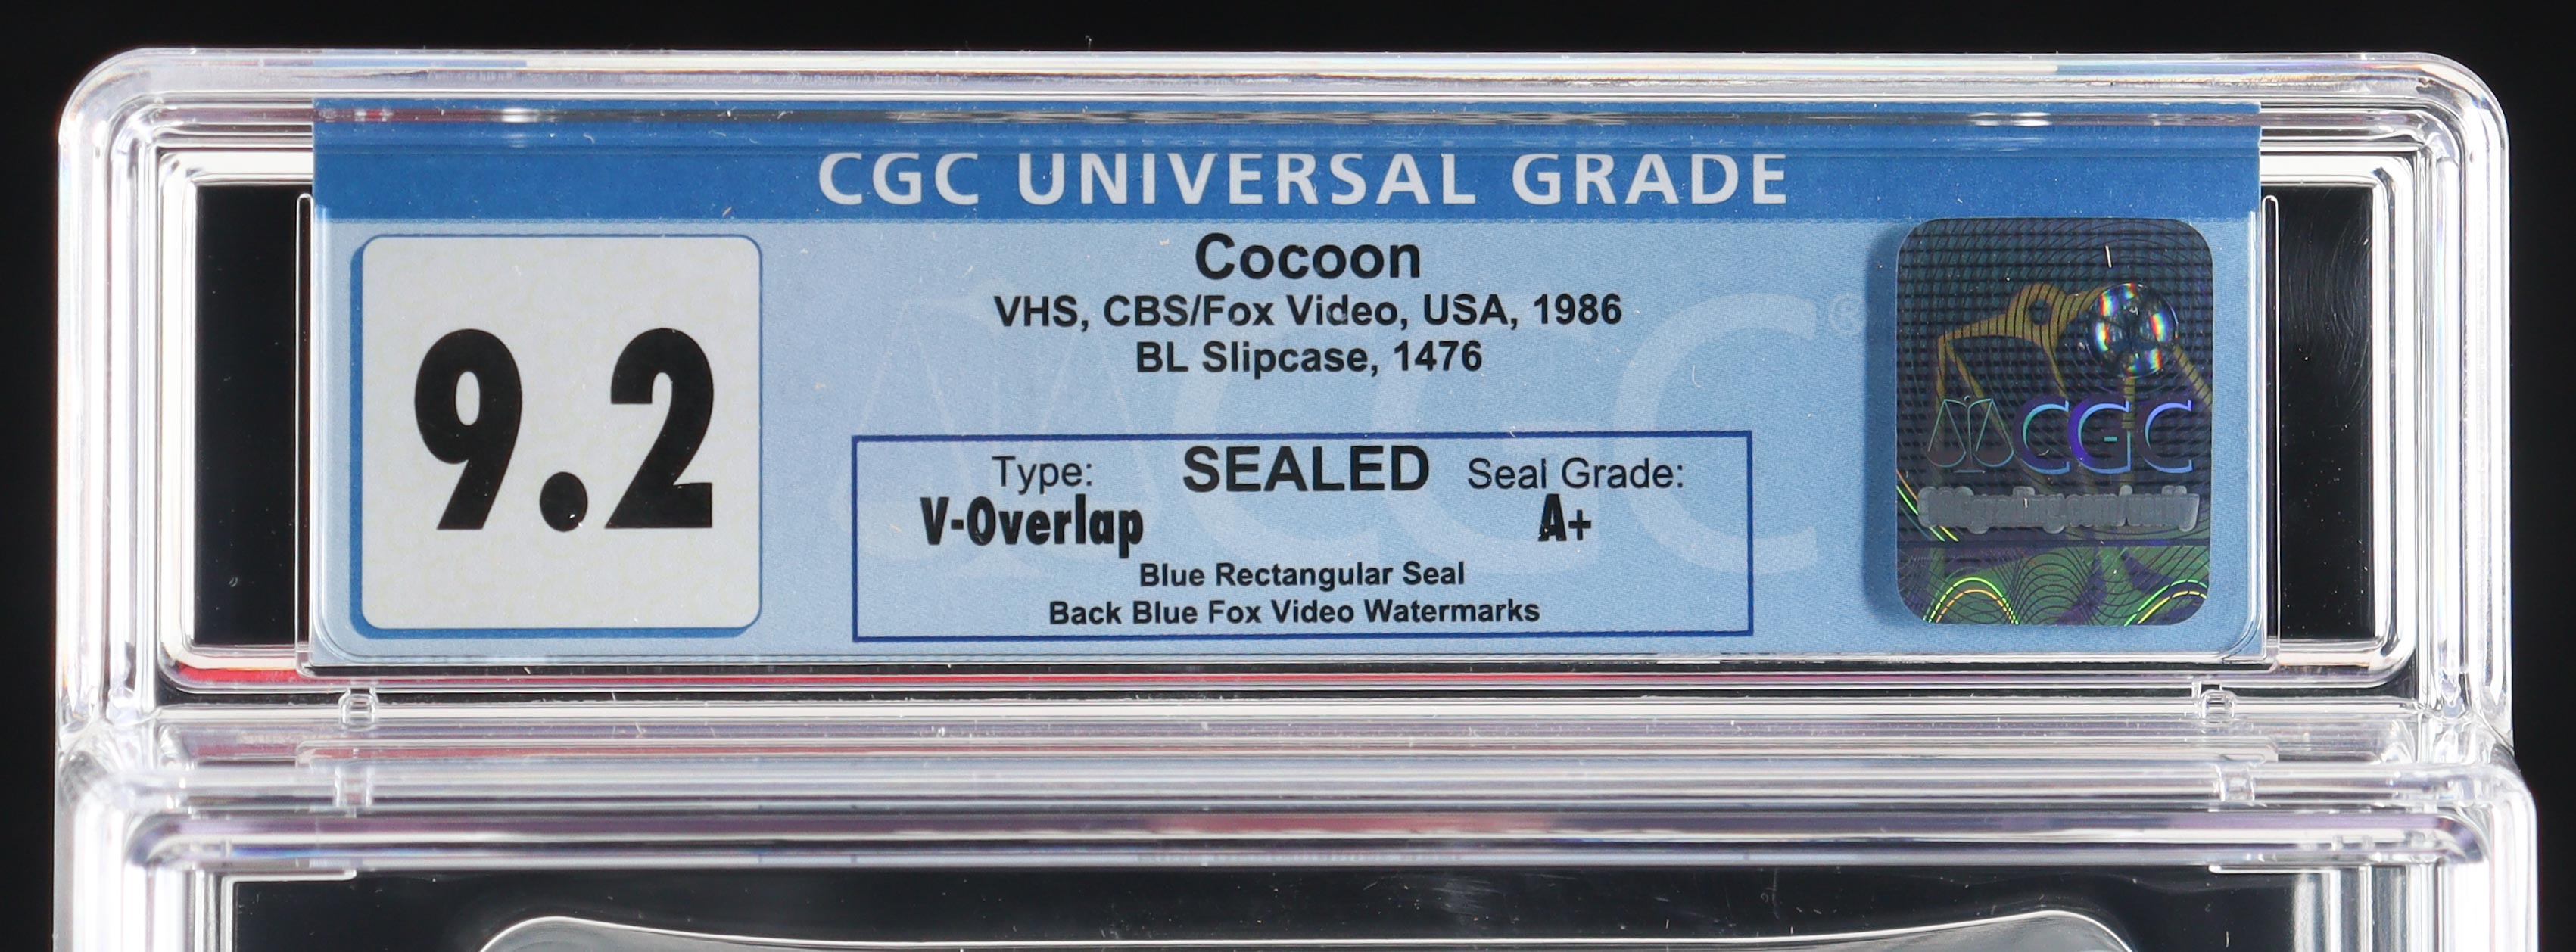 CGC UNIVERSAL GRADE
9.2
Cocoon
VHS, CBS/Fox Video, USA, 1986
BL Slipcase, 1476
Type: SEALED Seal Grade:
V-Overlap A+
Blue Rectangular Seal
Back Blue Fox Video Watermarks
CGC
CGC ®